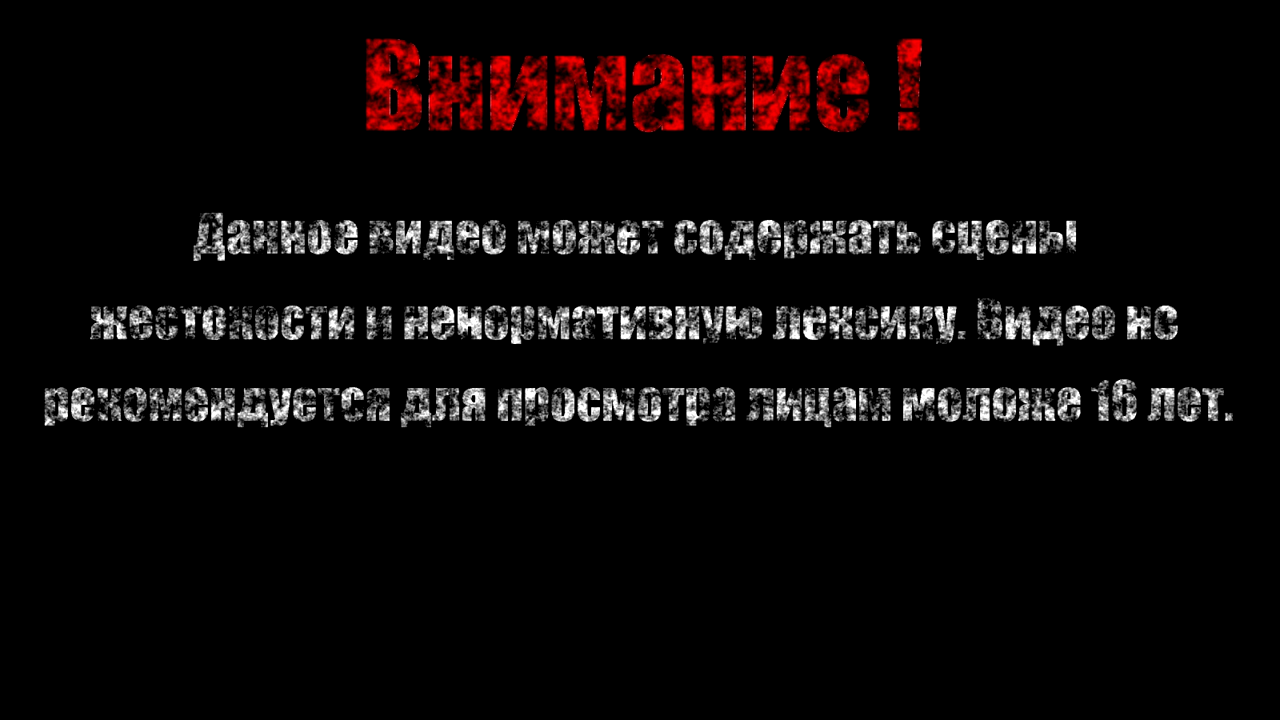 Внимание !
Данное видео может содержать сцены
жестокости и ненормативную лексику. Видео не
рекомендуется для просмотра лицам моложе 16 лет.